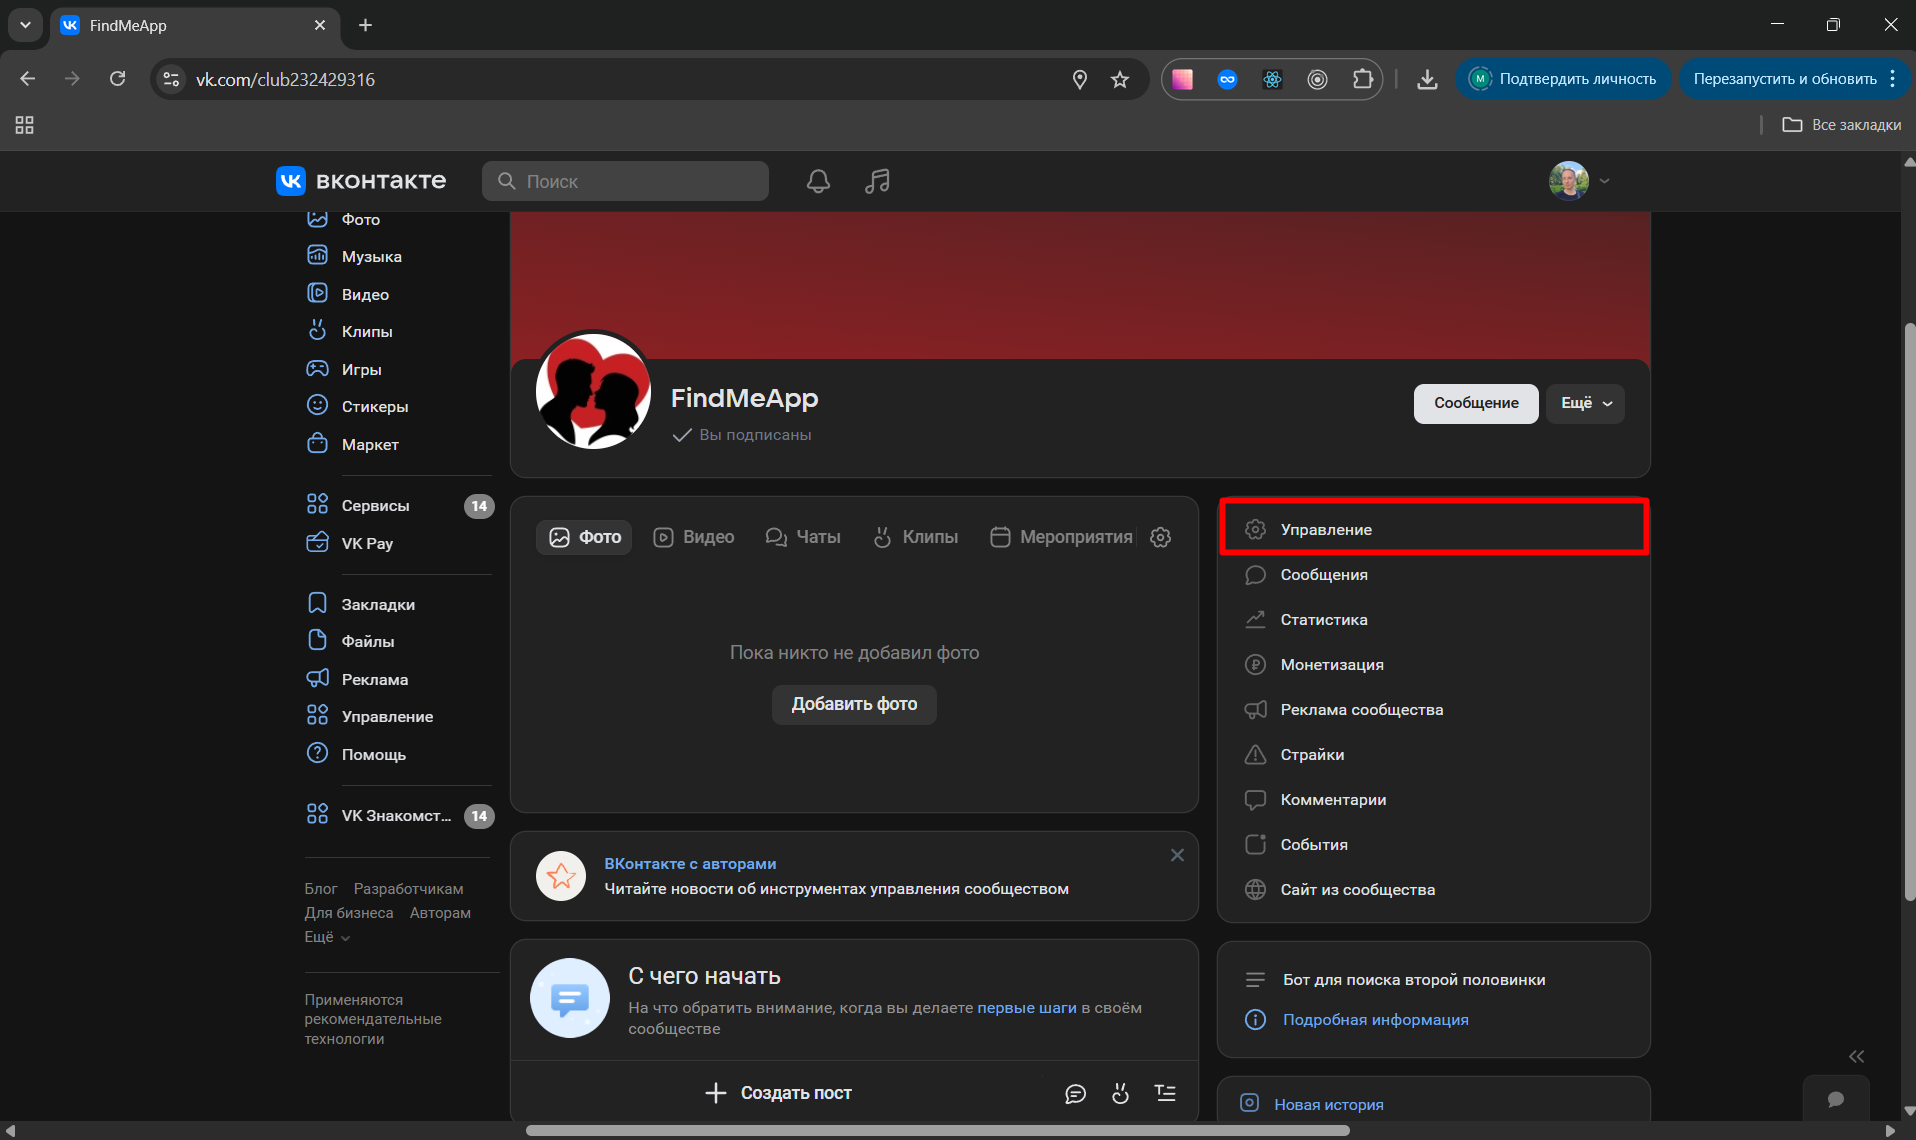 FindMeApp
vk.com/club232429316
М
Подтвердить личность
Перезапустить и обновить
Все закладки
вконтакте
Поиск
Фото
Музыка
Видео
Клипы
Игры
Стикеры
Маркет
Сервисы 14
VK Pay
Закладки
Файлы
Реклама
Управление
Помощь
VK Знакомст... 14
Блог Разработчикам
Для бизнеса Авторам
Ещё
Применяются
рекомендательные
технологии
FindMeApp
Вы подписаны
Сообщение
Ещё
Фото Видео Чаты Клипы Мероприятия
Пока никто не добавил фото
Добавить фото
ВКонтакте с авторами
Читайте новости об инструментах управления сообществом
С чего начать
На что обратить внимание, когда вы делаете первые шаги в своём
сообществе
Создать пост
Управление
Сообщения
Статистика
Монетизация
Реклама сообщества
Страйки
Комментарии
События
Сайт из сообщества
Бот для поиска второй половинки
Подробная информация
Новая история